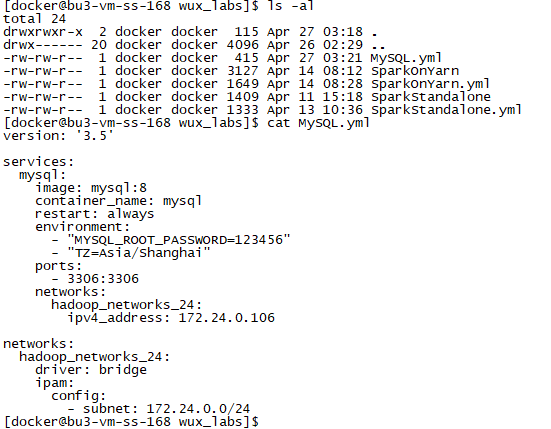 [docker@bu3-vm-ss-168 wux_labs]$ ls -al
total 24
drwxrwxr-x  2 docker docker  115 Apr 27 03:18 .
drwx------ 20 docker docker 4096 Apr 26 02:29 ..
-rw-rw-r--  1 docker docker  415 Apr 27 03:21 MySQL.yml
-rw-rw-r--  1 docker docker 3127 Apr 14 08:12 SparkOnYarn
-rw-rw-r--  1 docker docker 1649 Apr 14 08:28 SparkOnYarn.yml
-rw-rw-r--  1 docker docker 1409 Apr 11 15:18 SparkStandalone
-rw-rw-r--  1 docker docker 1333 Apr 13 10:36 SparkStandalone.yml
[docker@bu3-vm-ss-168 wux_labs]$ cat MySQL.yml
version: '3.5'

services:
  mysql:
    image: mysql:8
    container_name: mysql
    restart: always
    environment:
      - "MYSQL_ROOT_PASSWORD=123456"
      - "TZ=Asia/Shanghai"
    ports:
      - 3306:3306
    networks:
      hadoop_networks_24:
        ipv4_address: 172.24.0.106

networks:
  hadoop_networks_24:
    driver: bridge
    ipam:
      config:
        - subnet: 172.24.0.0/24
[docker@bu3-vm-ss-168 wux_labs]$